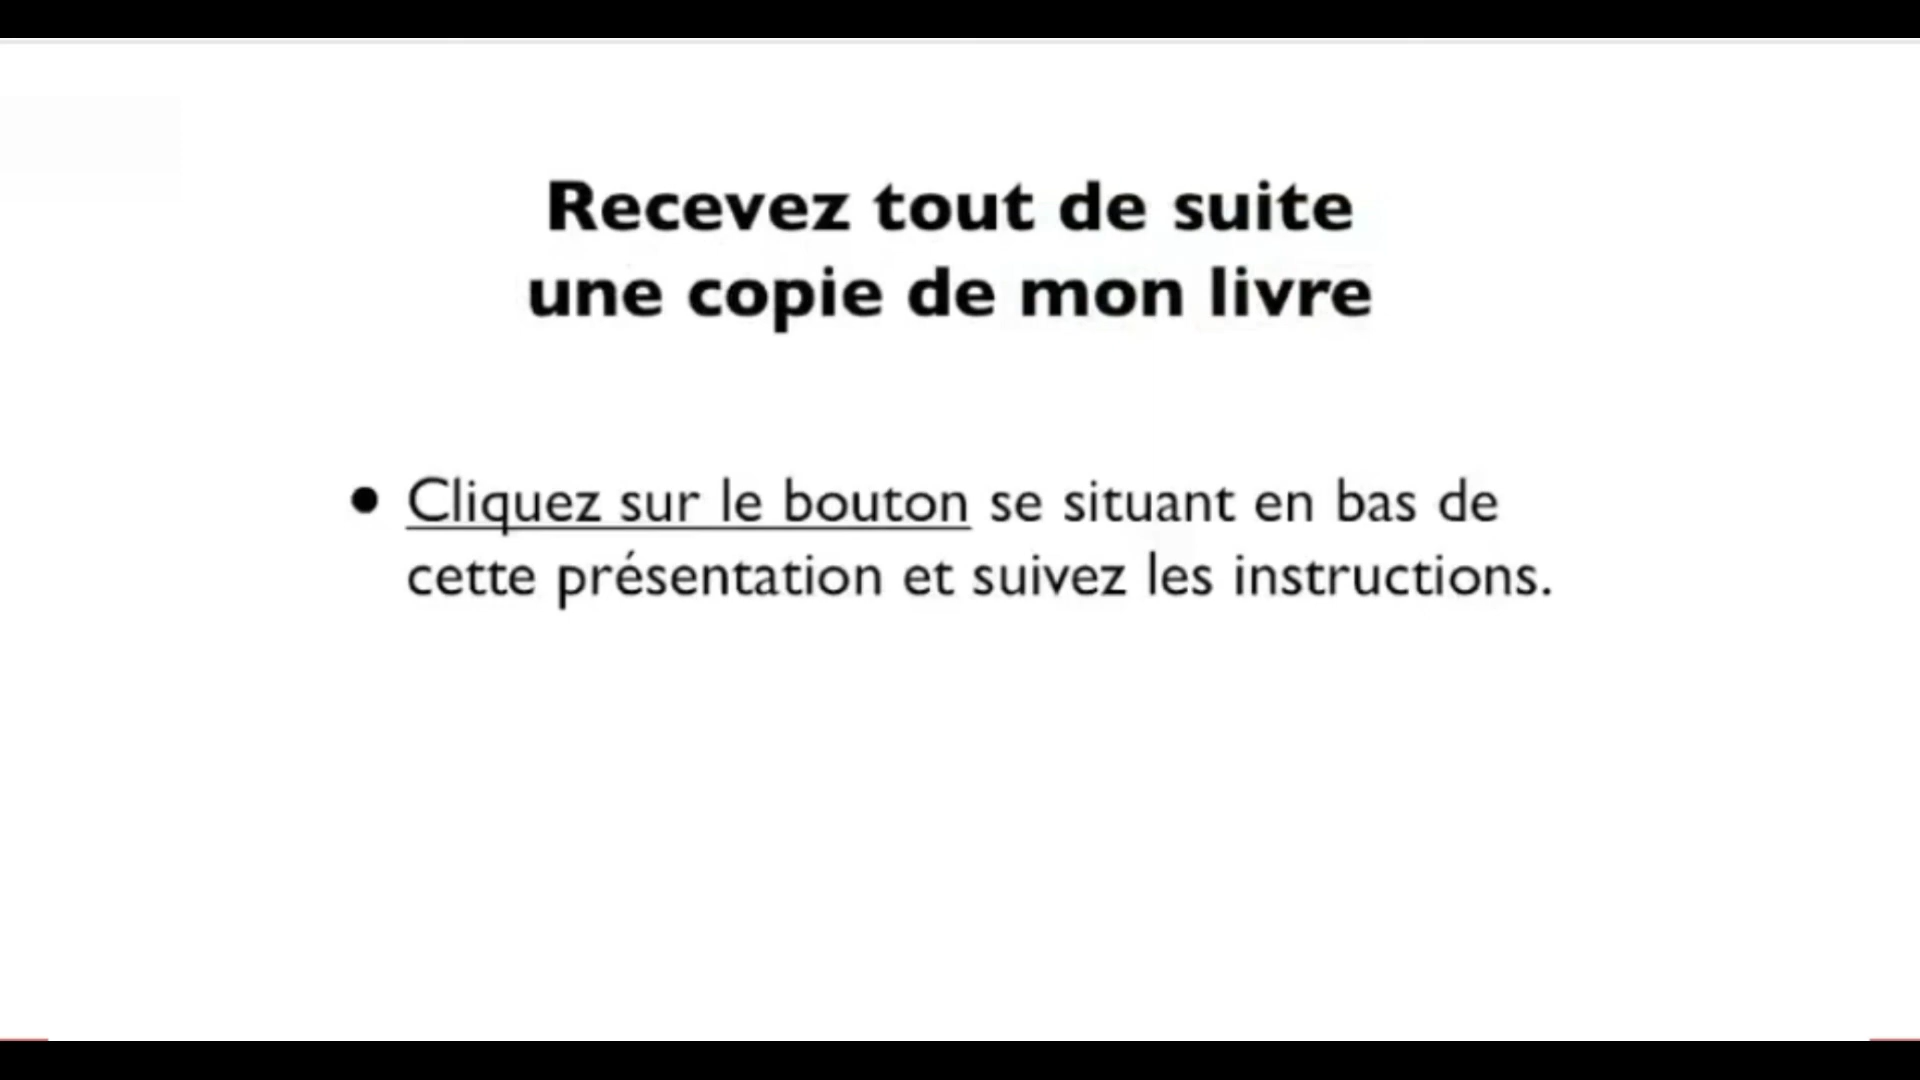 Recevez tout de suite
une copie de mon livre
• Cliquez sur le bouton se situant en bas de
cette présentation et suivez les instructions.